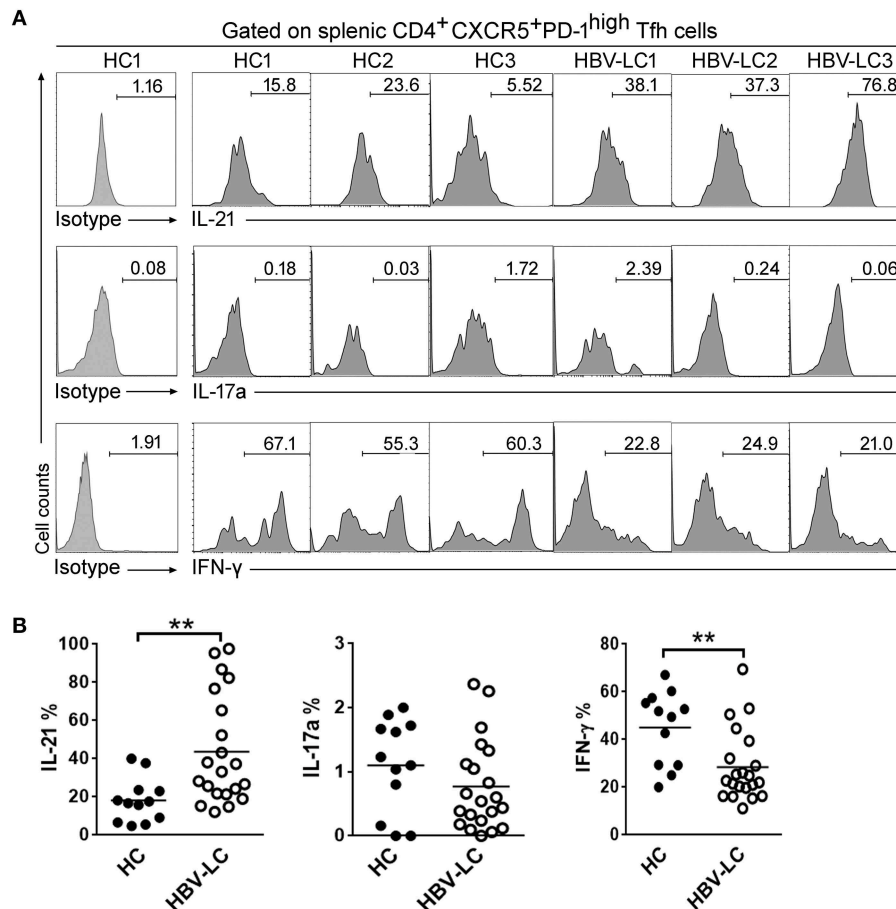 A
Gated on splenic CD4+ CXCR5+PD-1high Tfh cells
HC1 HC1 HC2 HC3 HBV-LC1 HBV-LC2 HBV-LC3
1.16 15.8 23.6 5.52 38.1 37.3 76.8
Isotype IL-21
0.08 0.18 0.03 1.72 2.39 0.24 0.06
Isotype IL-17a
1.91 67.1 55.3 60.3 22.8 24.9 21.0
Cell counts
Isotype IFN-γ
B
IL-21 %
100
80
60
40
20
0
**
HC HBV-LC
IL-17a %
3
2
1
0
HC HBV-LC
IFN-γ %
80
60
40
20
0
**
HC HBV-LC